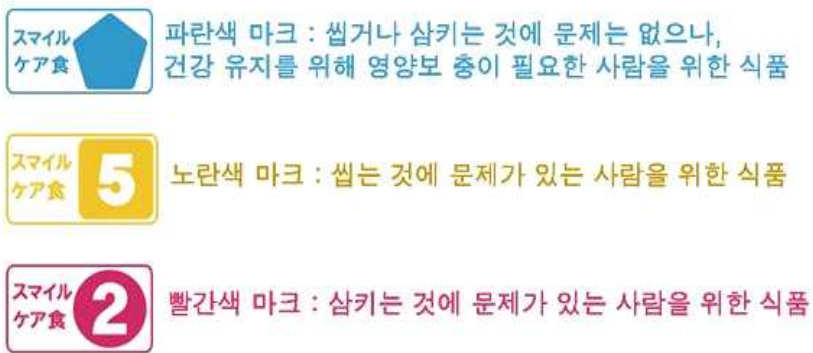 スマイル
ケア食
파란색 마크 : 씹거나 삼키는 것에 문제는 없으나,
건강 유지를 위해 영양보 충이 필요한 사람을 위한 식품
スマイル
ケア食
5
노란색 마크 : 씹는 것에 문제가 있는 사람을 위한 식품
スマイル
ケア食
2
빨간색 마크 : 삼키는 것에 문제가 있는 사람을 위한 식품